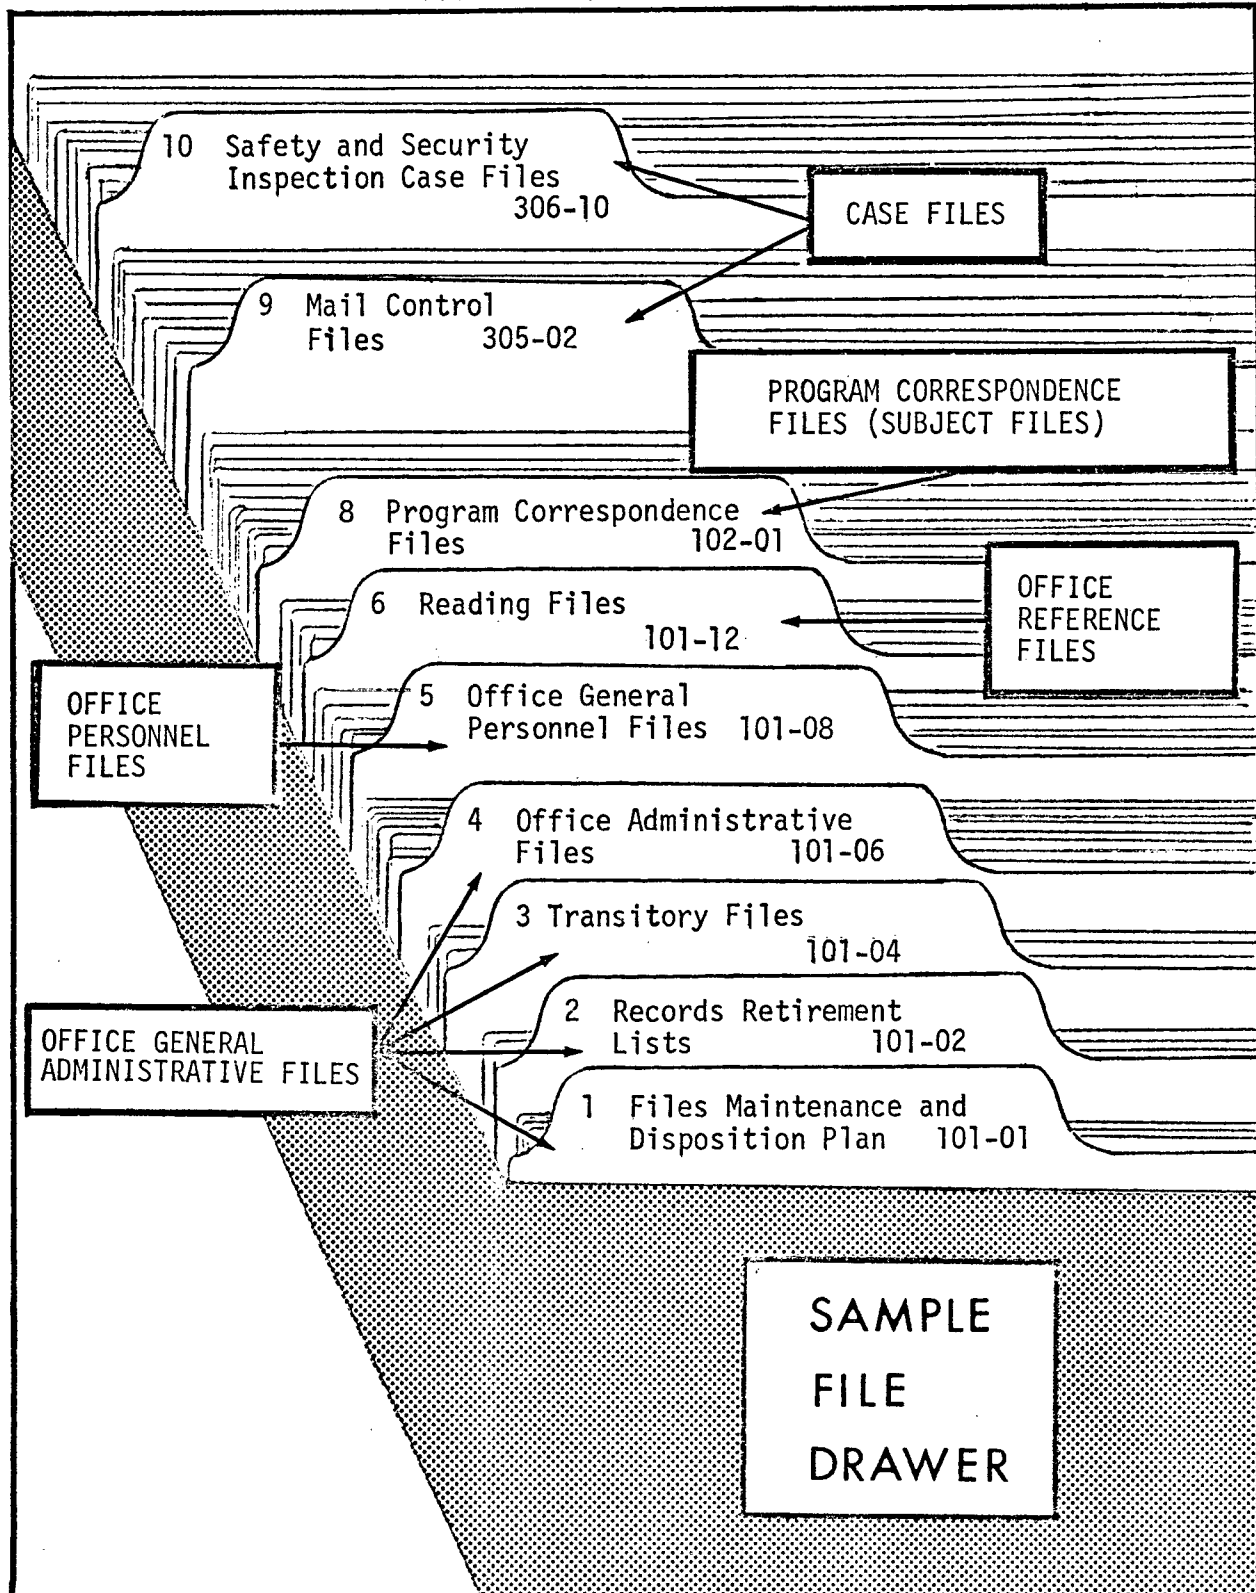 10 Safety and Security
Inspection Case Files
306-10
CASE FILES
9 Mail Control
Files 305-02
PROGRAM CORRESPONDENCE
FILES (SUBJECT FILES)
8 Program Correspondence
Files 102-01
6 Reading Files
101-12
OFFICE
REFERENCE
FILES
OFFICE
PERSONNEL
FILES
5 Office General
Personnel Files 101-08
4 Office Administrative
Files 101-06
3 Transitory Files
101-04
OFFICE GENERAL
ADMINISTRATIVE FILES
2 Records Retirement
Lists 101-02
1 Files Maintenance and
Disposition Plan 101-01
SAMPLE
FILE
DRAWER